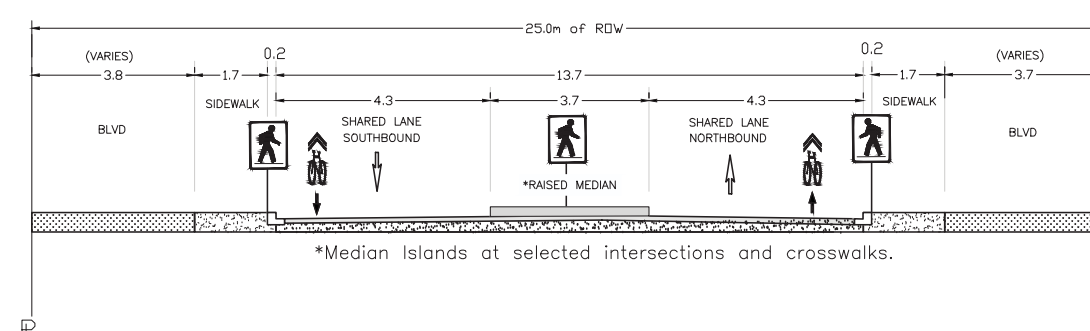 25.0m of ROW
0.2
0.2
(VARIES)
(VARIES)
3.8
1.7
13.7
1.7
3.7
SIDEWALK
4.3
3.7
4.3
SIDEWALK
BLVD
SHARED LANE
SOUTHBOUND
SHARED LANE
NORTHBOUND
BLVD
*RAISED MEDIAN
*Median Islands at selected intersections and crosswalks.